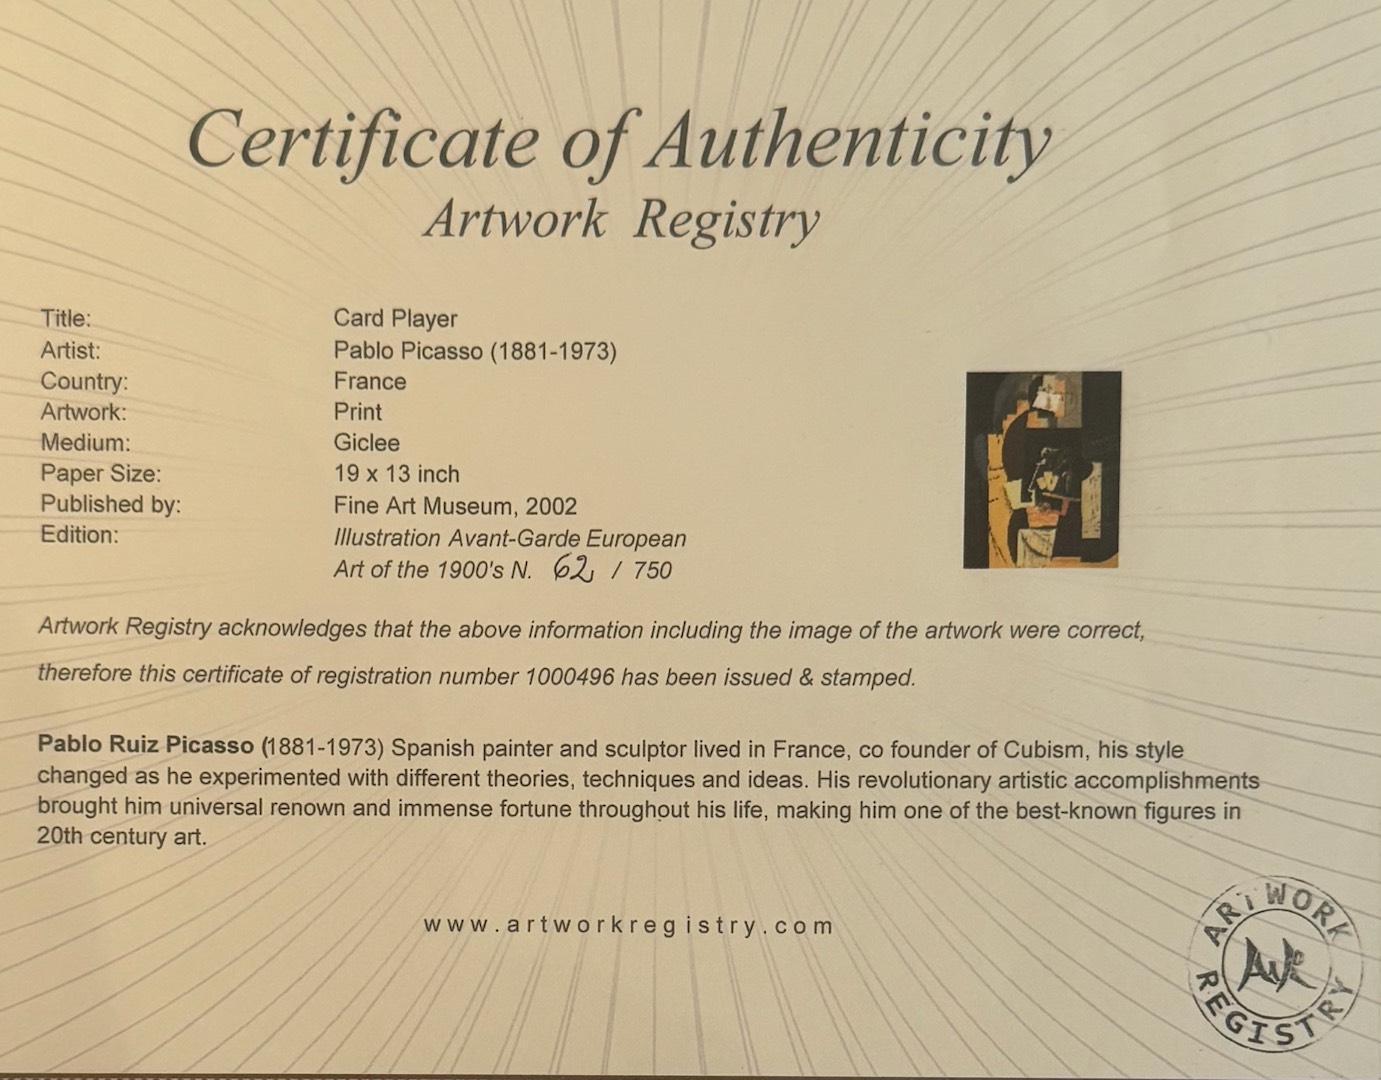 Certificate of Authenticity
Artwork Registry
Title: Card Player
Artist: Pablo Picasso (1881-1973)
Country: France
Artwork: Print
Medium: Giclee
Paper Size: 19 x 13 inch
Published by: Fine Art Museum, 2002
Edition: Illustration Avant-Garde European
Art of the 1900's N. 62 / 750
Artwork Registry acknowledges that the above information including the image of the artwork were correct,
therefore this certificate of registration number 1000496 has been issued & stamped.
Pablo Ruiz Picasso (1881-1973) Spanish painter and sculptor lived in France, co founder of Cubism, his style
changed as he experimented with different theories, techniques and ideas. His revolutionary artistic accomplishments
brought him universal renown and immense fortune throughout his life, making him one of the best-known figures in
20th century art.
www.artworkregistry.com
ARTWORK
REGISTRY